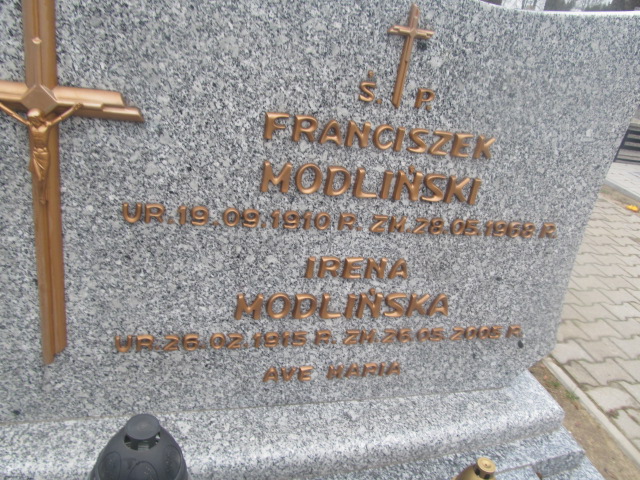 Ś. P.
FRANCISZEK
MODLIŃSKI
UR. 19.09.1910 R. ZM. 28.05.1968 R.
IRENA
MODLIŃSKA
UR. 26.02.1915 R. ZM. 26.05.2005 R.
AVE MARIA